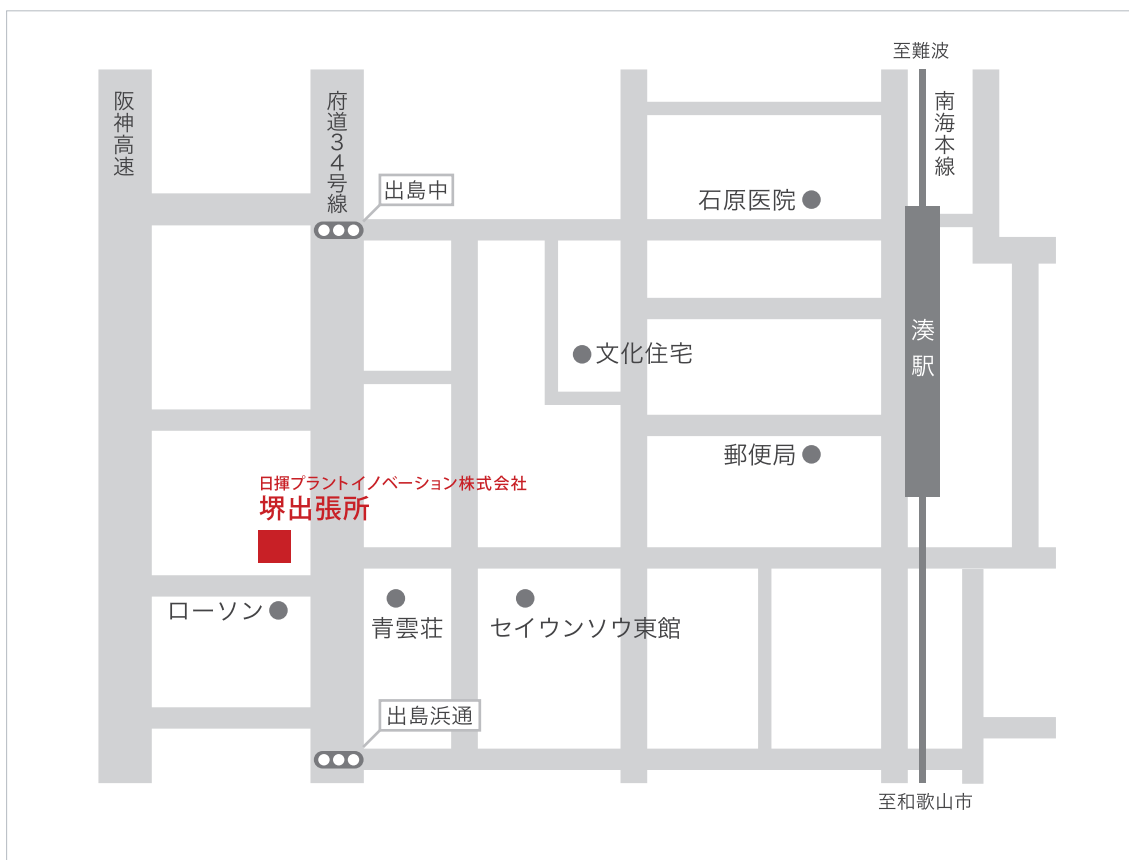 至難波
阪神高速
府道34号線
南海本線
出島中
石原医院
湊駅
文化住宅
郵便局
日揮プラントイノベーション株式会社
堺出張所
ローソン
青雲荘
セイウンソウ東館
出島浜通
至和歌山市